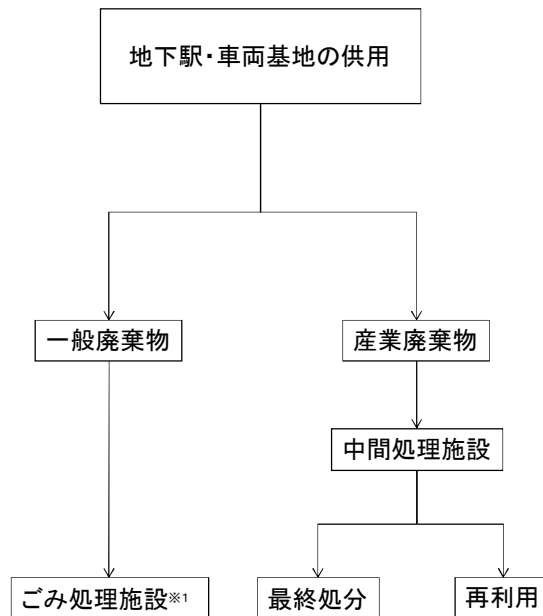 地下駅・車両基地の供用
一般廃棄物
産業廃棄物
中間処理施設
ごみ処理施設※1
最終処分
再利用